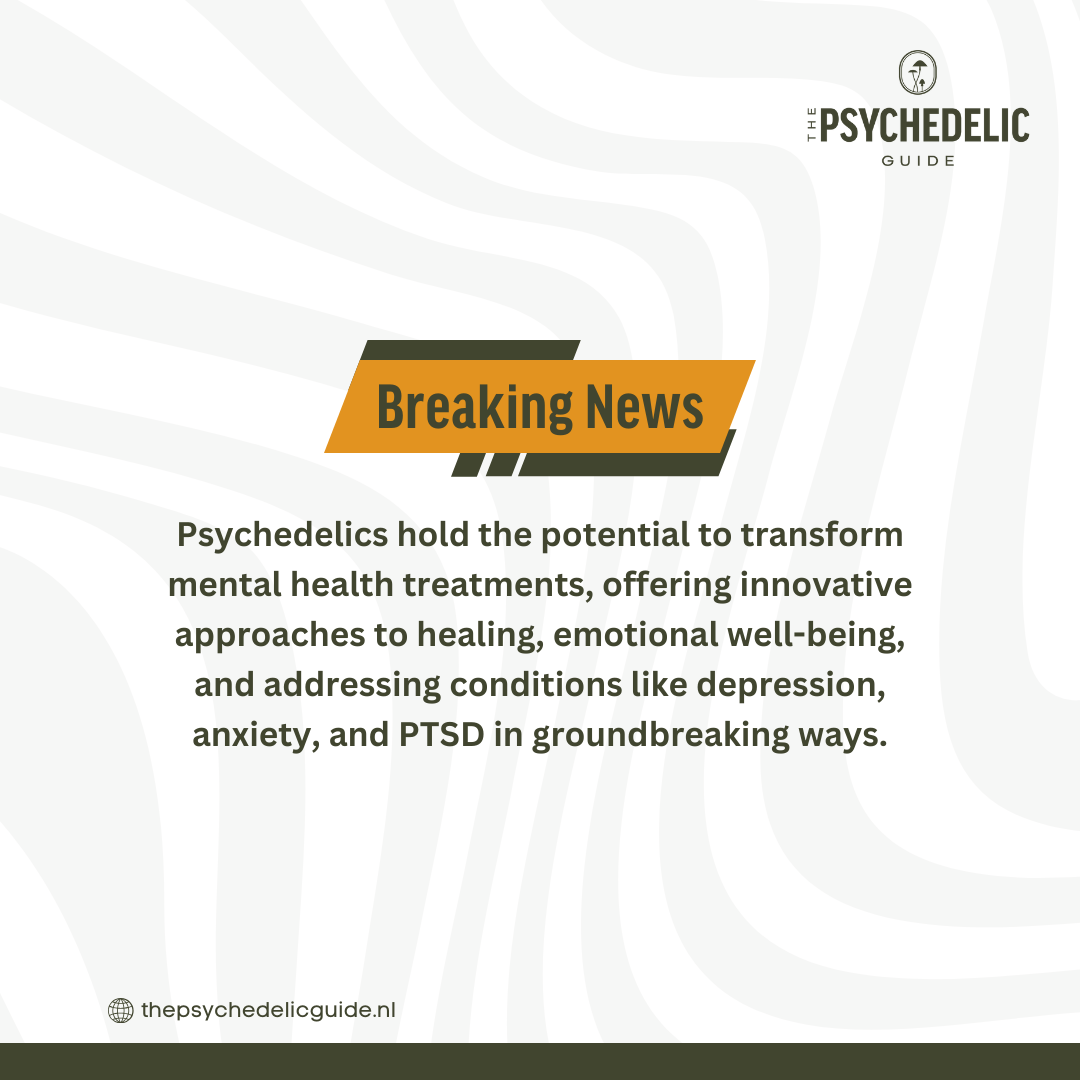 THE PSYCHEDELIC
GUIDE
Breaking News
Psychedelics hold the potential to transform
mental health treatments, offering innovative
approaches to healing, emotional well-being,
and addressing conditions like depression,
anxiety, and PTSD in groundbreaking ways.
thepsychedelicguide.nl